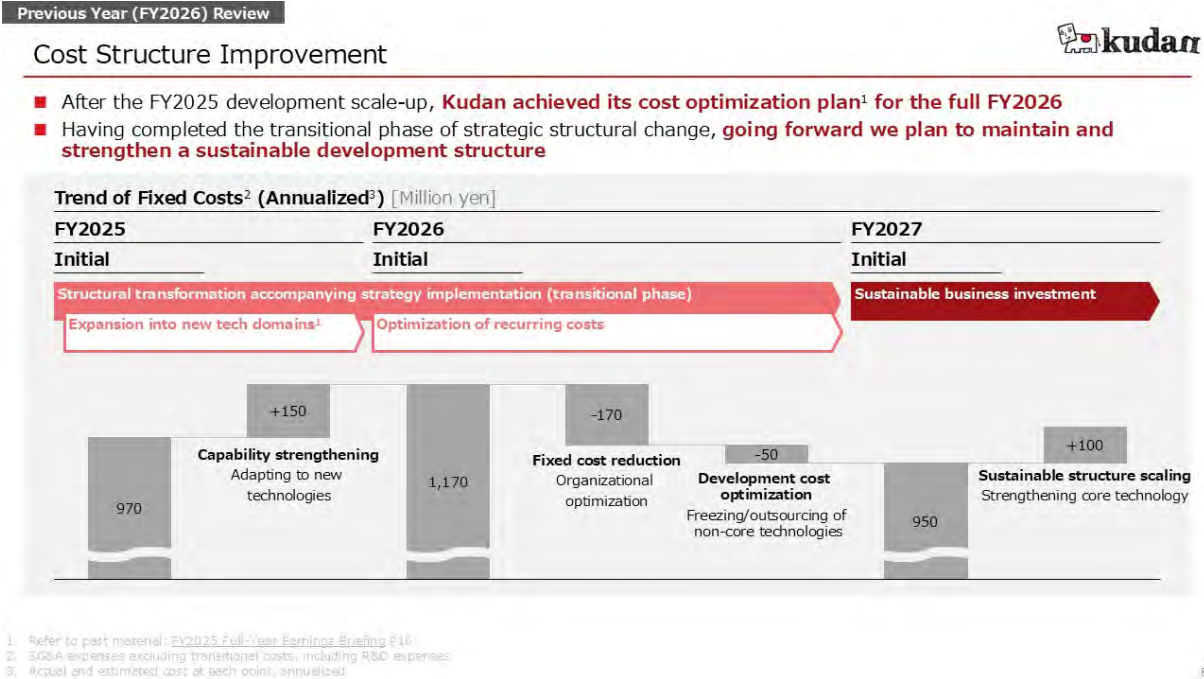 Previous Year (FY2026) Review
Cost Structure Improvement
kudan
After the FY2025 development scale-up, Kudan achieved its cost optimization plan¹ for the full FY2026
Having completed the transitional phase of strategic structural change, going forward we plan to maintain and
strengthen a sustainable development structure
Trend of Fixed Costs² (Annualized³) [Million yen]
FY2025
FY2026
FY2027
Initial
Initial
Initial
Structural transformation accompanying strategy implementation (transitional phase)
Sustainable business investment
Expansion into new tech domains¹
Optimization of recurring costs
970
+150
Capability strengthening
Adapting to new
technologies
1,170
-170
Fixed cost reduction
Organizational
optimization
-50
Development cost
optimization
Freezing/outsourcing of
non-core technologies
950
+100
Sustainable structure scaling
Strengthening core technology
1. Refer to past material: FY2025 Full-Year Earnings Briefing P16
2. SG&A expenses excluding transitional costs, including R&D expenses
3. Actual and estimated cost at each point, annualized